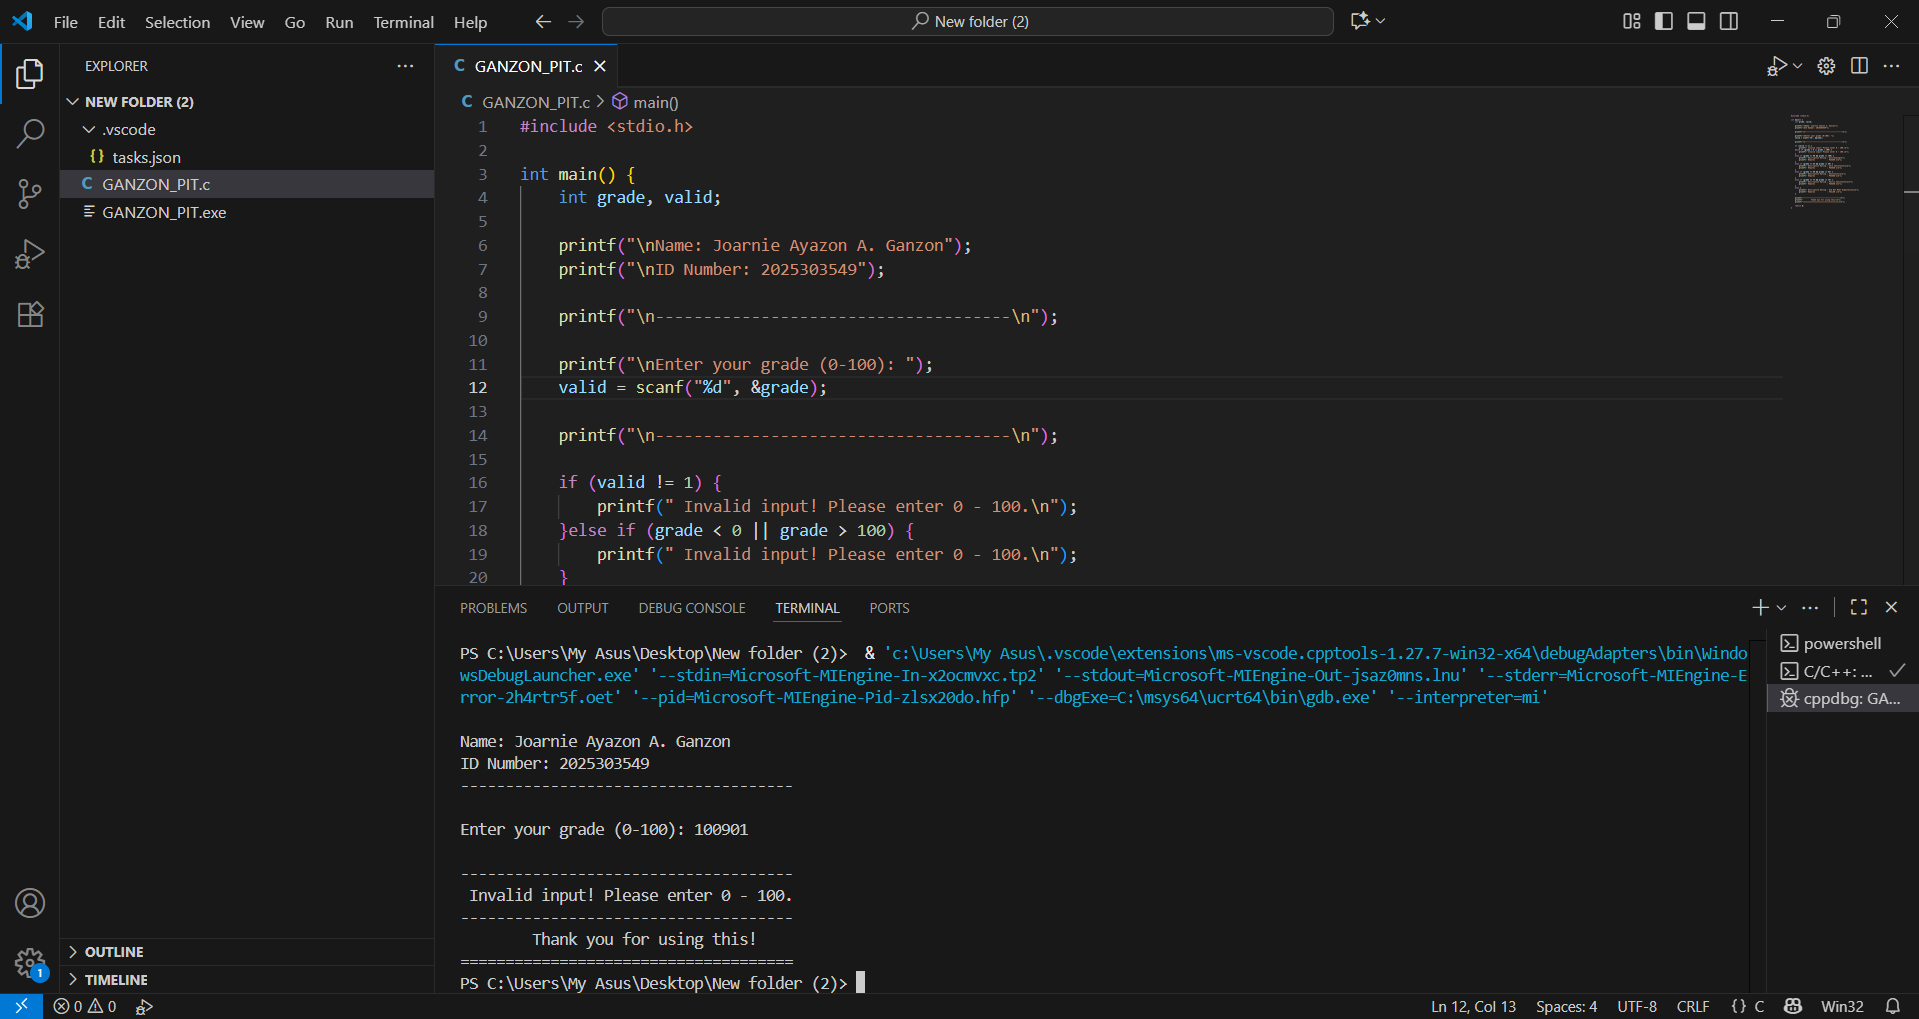 File Edit Selection View Go Run Terminal Help
New folder (2)
EXPLORER
NEW FOLDER (2)
.vscode
{} tasks.json
C GANZON_PIT.c
GANZON_PIT.exe
OUTLINE
TIMELINE
1
C GANZON_PIT.c
C GANZON_PIT.c > main()
1 #include <stdio.h>
2
3 int main() {
4 int grade, valid;
5
6 printf("\nName: Joarnie Ayazon A. Ganzon");
7 printf("\nID Number: 2025303549");
8
9 printf("\n-------------------------------------\n");
10
11 printf("\nEnter your grade (0-100): ");
12 valid = scanf("%d", &grade);
13
14 printf("\n-------------------------------------\n");
15
16 if (valid != 1) {
17 printf(" Invalid input! Please enter 0 - 100.\n");
18 }else if (grade < 0 || grade > 100) {
19 printf(" Invalid input! Please enter 0 - 100.\n");
20 }
PROBLEMS OUTPUT DEBUG CONSOLE TERMINAL PORTS
PS C:\Users\My Asus\Desktop\New folder (2)> & 'c:\Users\My Asus\.vscode\extensions\ms-vscode.cpptools-1.27.7-win32-x64\debugAdapters\bin\Windo
wsDebugLauncher.exe' '--stdin=Microsoft-MIEngine-In-x2ocmvxc.tp2' '--stdout=Microsoft-MIEngine-Out-jsaz0mns.lnu' '--stderr=Microsoft-MIEngine-E
rror-2h4rtr5f.oet' '--pid=Microsoft-MIEngine-Pid-zlsx20do.hfp' '--dbgExe=C:\msys64\ucrt64\bin\gdb.exe' '--interpreter=mi'
Name: Joarnie Ayazon A. Ganzon
ID Number: 2025303549
-------------------------------------
Enter your grade (0-100): 100901
-------------------------------------
Invalid input! Please enter 0 - 100.
-------------------------------------
Thank you for using this!
=====================================
PS C:\Users\My Asus\Desktop\New folder (2)>
powershell
C/C++: ...
cppdbg: GA...
0 0
Ln 12, Col 13 Spaces: 4 UTF-8 CRLF {} C Win32